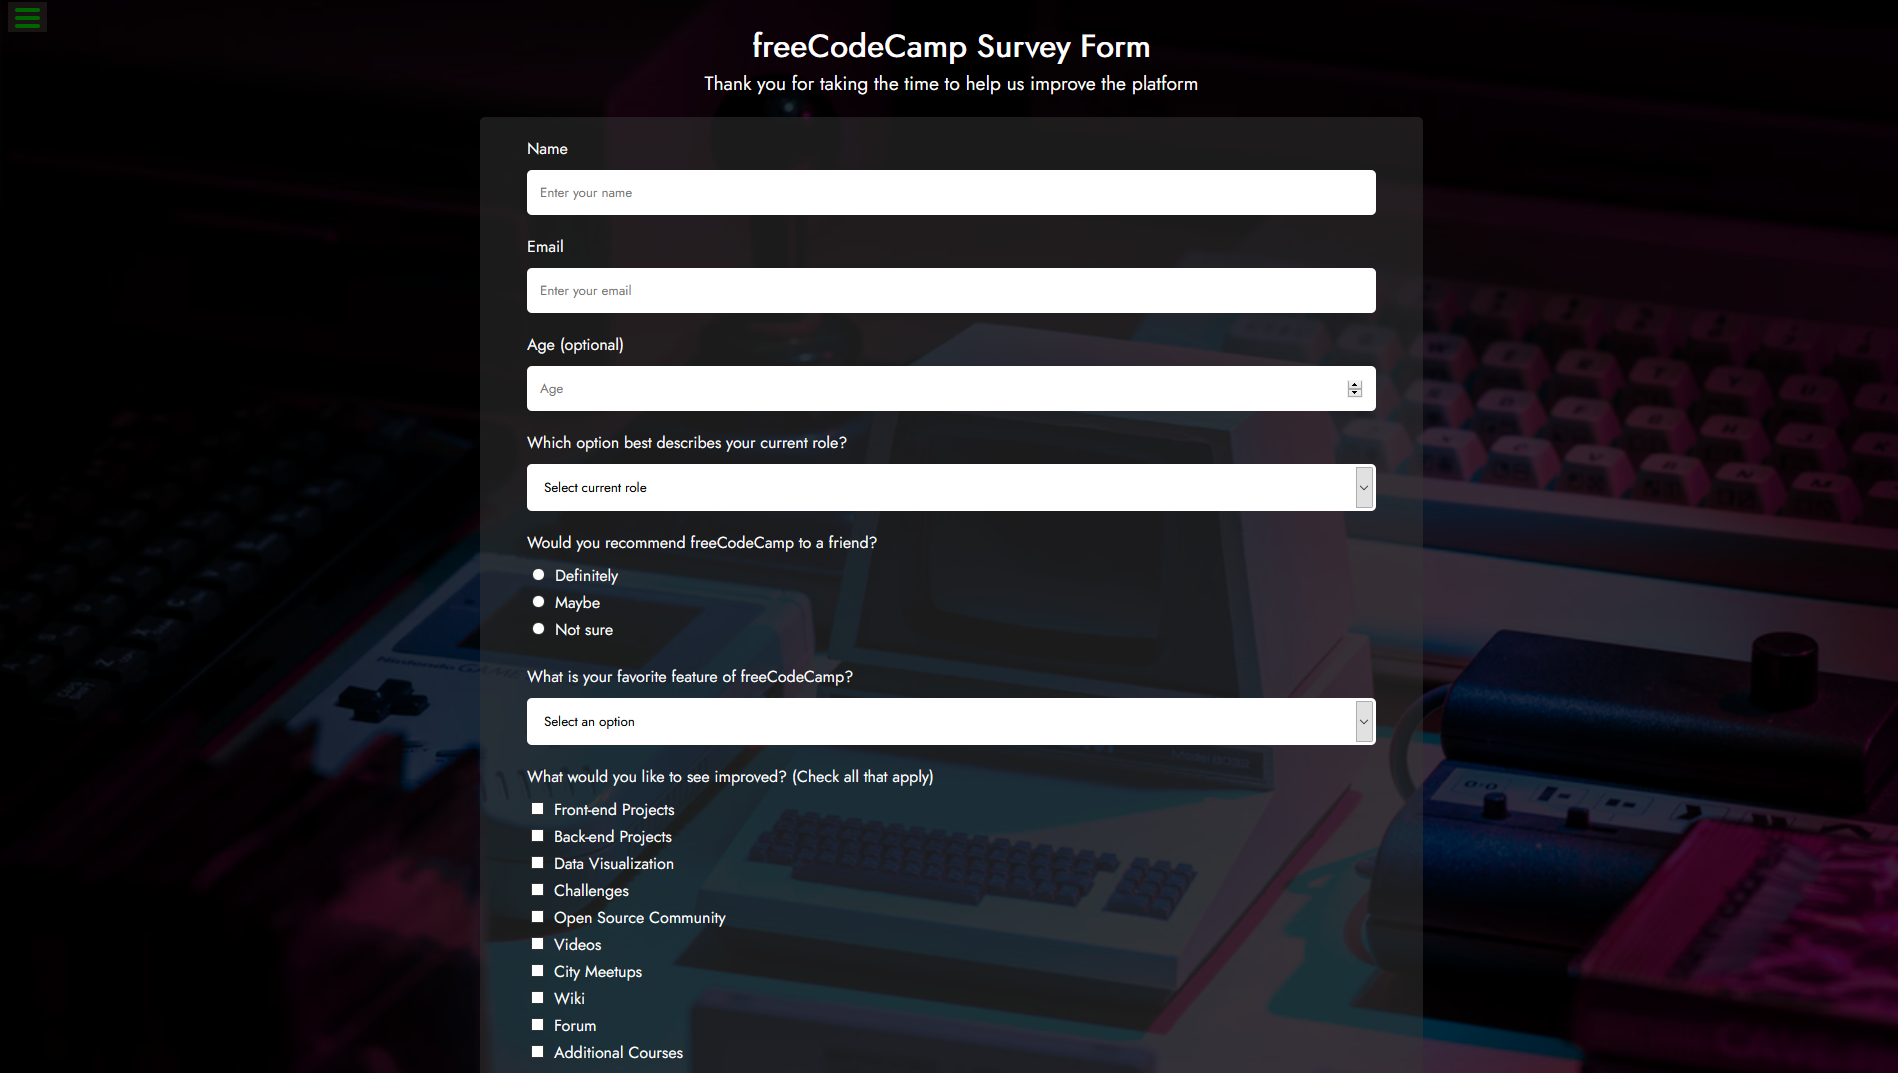 freeCodeCamp Survey Form
Thank you for taking the time to help us improve the platform
Name
Enter your name
Email
Enter your email
Age (optional)
Age
Which option best describes your current role?
Select current role
Would you recommend freeCodeCamp to a friend?
Definitely
Maybe
Not sure
What is your favorite feature of freeCodeCamp?
Select an option
What would you like to see improved? (Check all that apply)
Front-end Projects
Back-end Projects
Data Visualization
Challenges
Open Source Community
Videos
City Meetups
Wiki
Forum
Additional Courses